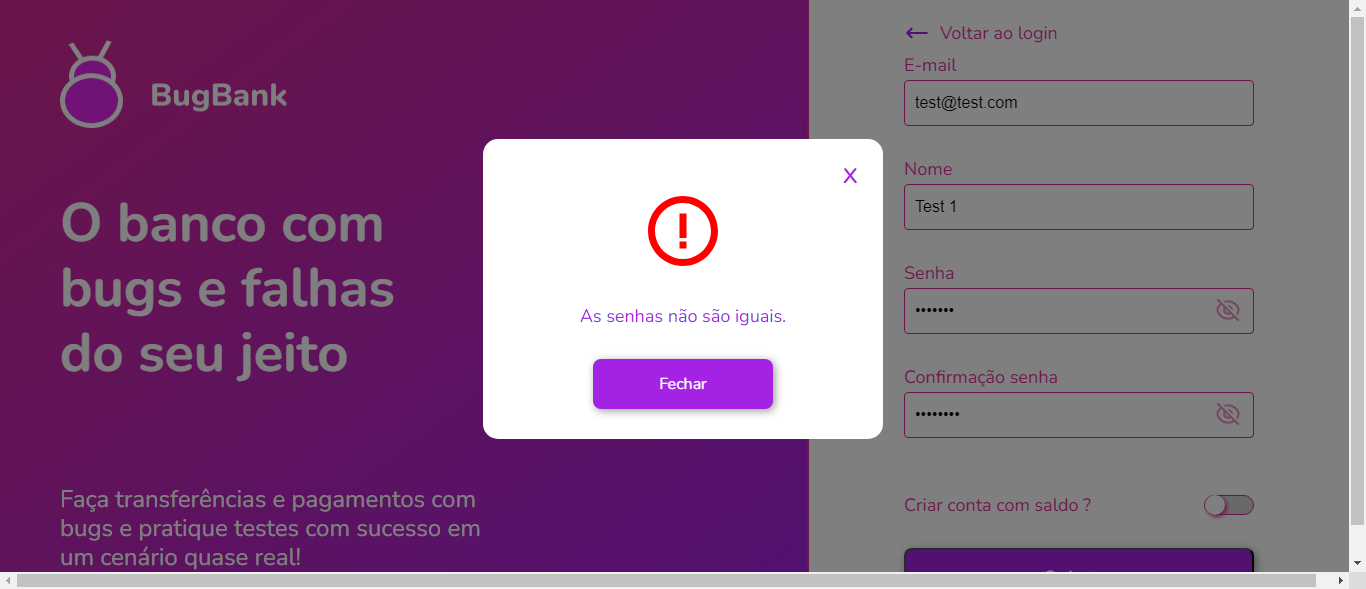 BugBank
O banco com
bugs e falhas
do seu jeito
Faça transferências e pagamentos com
bugs e pratique testes com sucesso em
um cenário quase real!
X
As senhas não são iguais.
Fechar
Voltar ao login
E-mail
test@test.com
Nome
Test 1
Senha
•••••••
Confirmação senha
••••••••
Criar conta com saldo ?